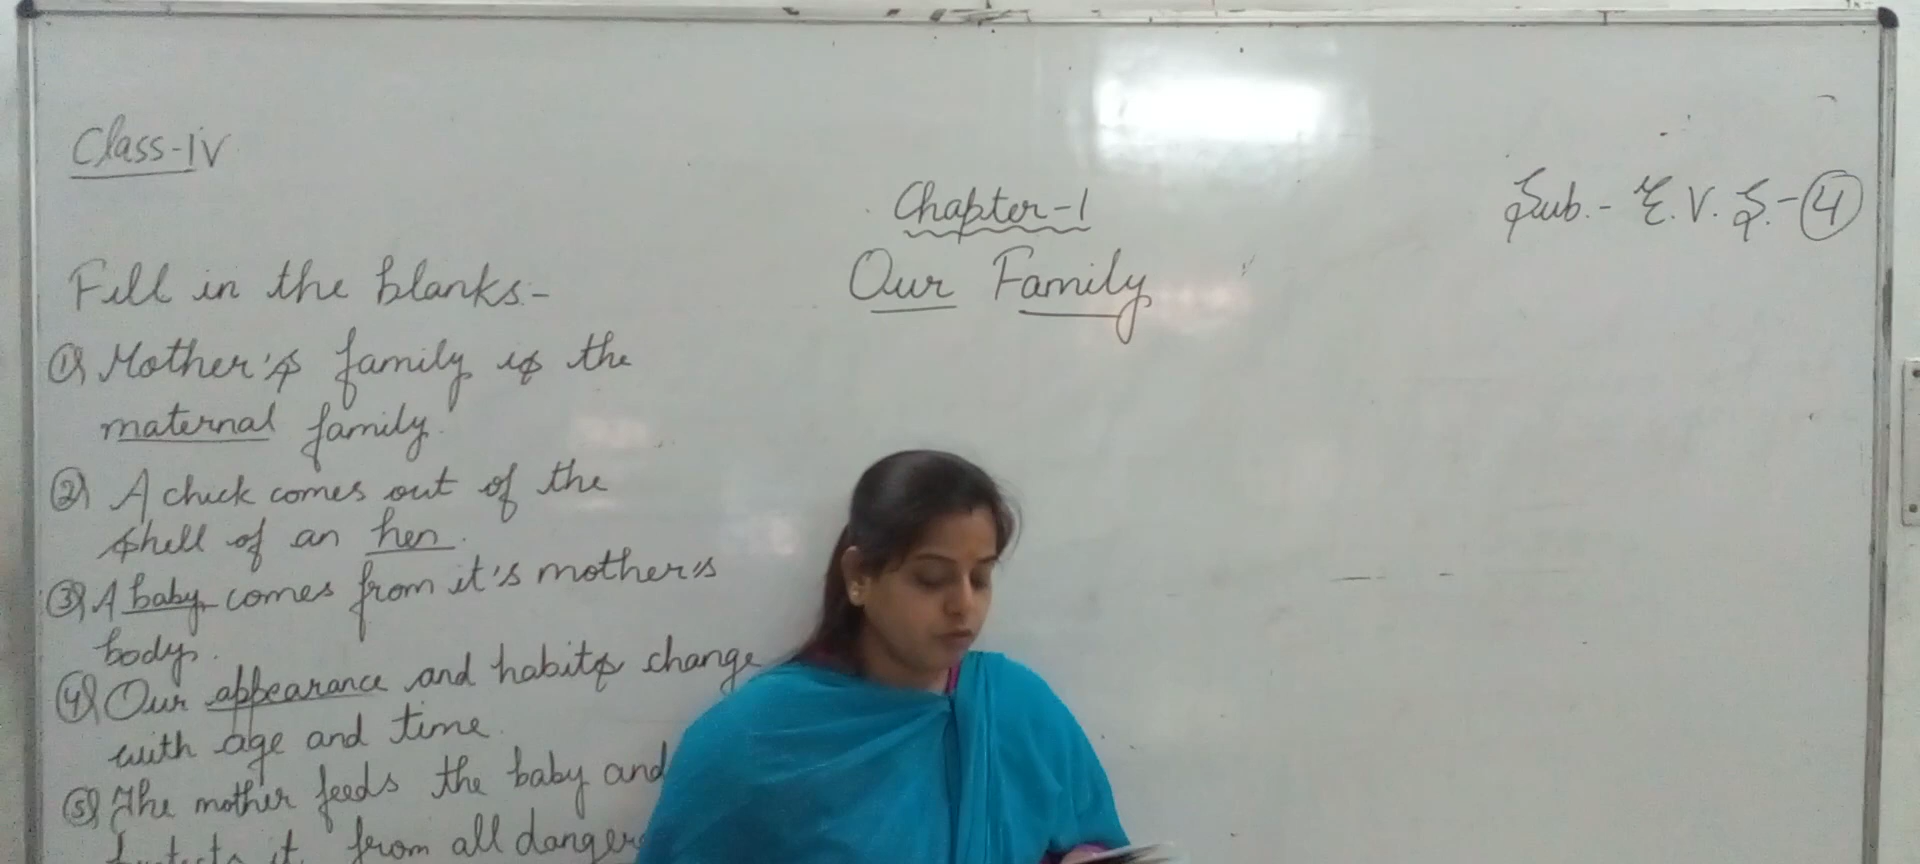 Class-iv
Sub.- E.V.S.-4
Chapter-1
Our Family
Fill in the blanks:-
1) Mother's family is the
maternal family.
2) A chick comes out of the
shell of an hen.
3) A baby comes from it's mother's
body.
4) Our appearance and habits change
with age and time.
5) The mother feeds the baby and
it from all dangers